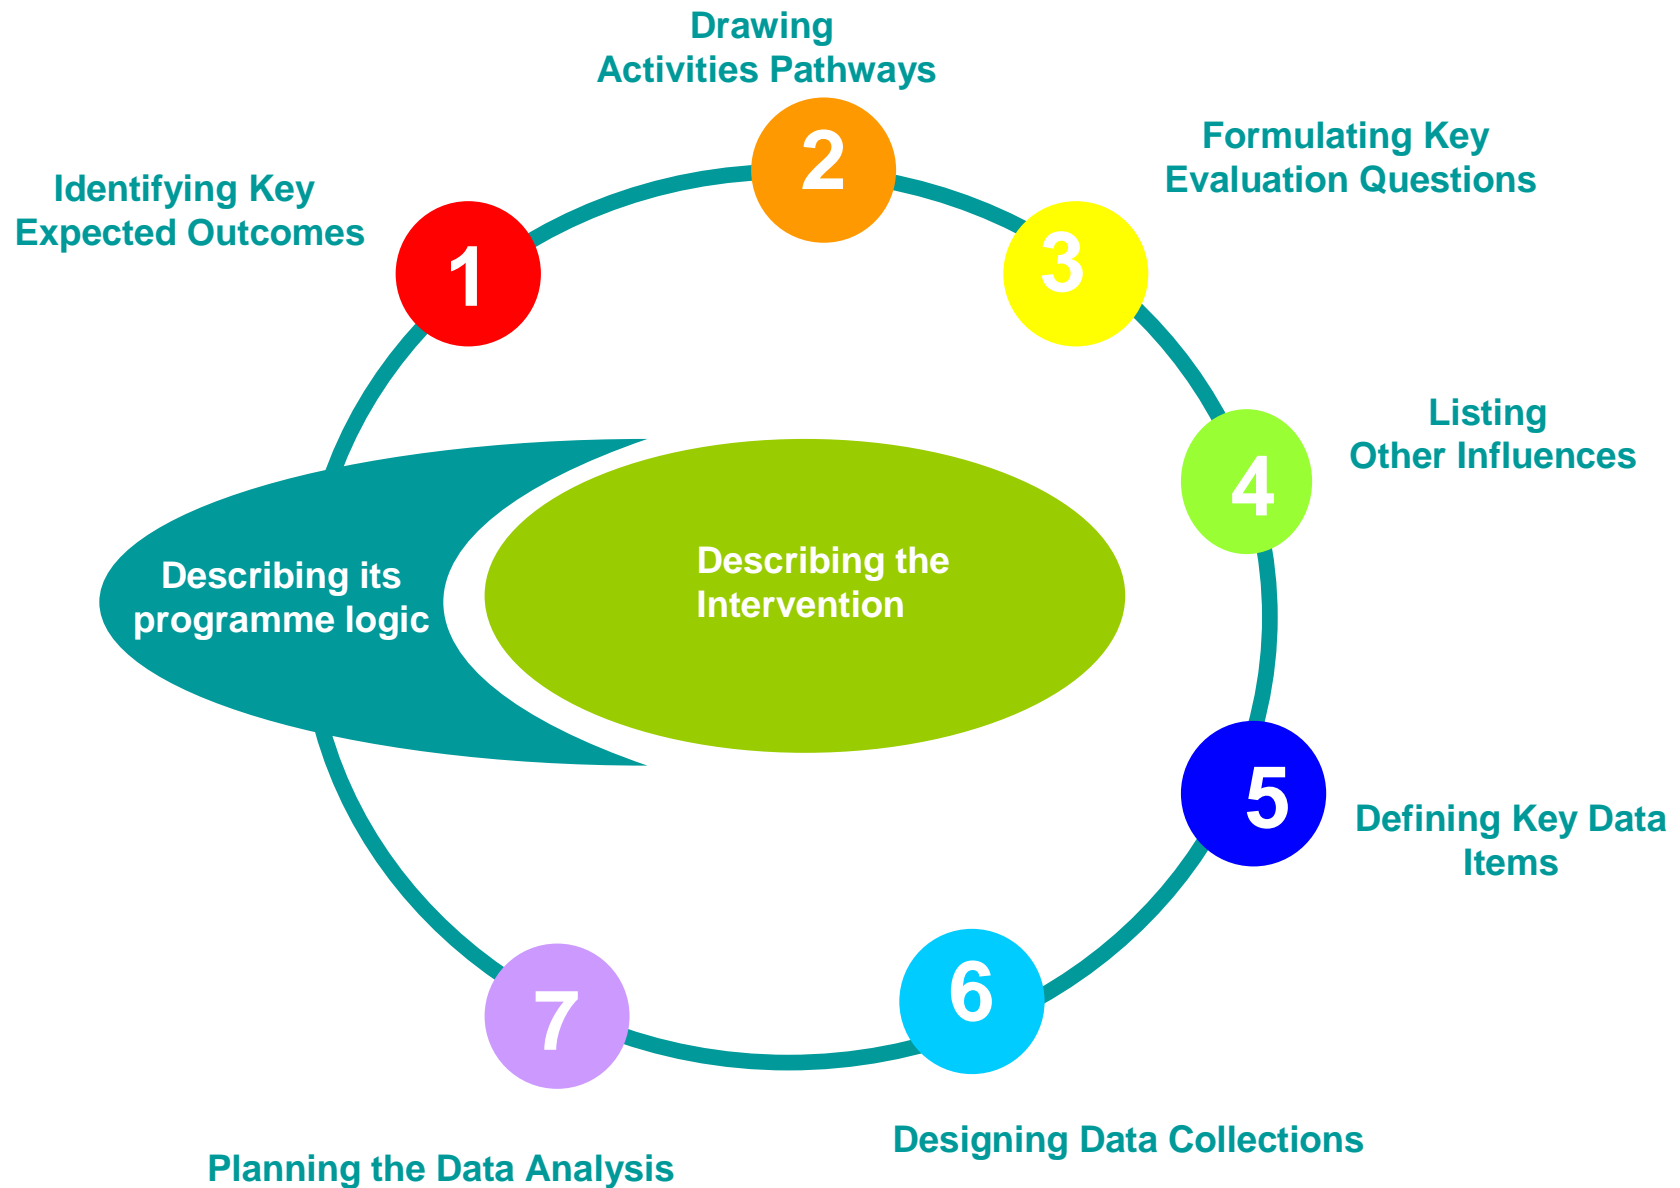 Drawing
Activities Pathways
2
Formulating Key
Evaluation Questions
3
Identifying Key
Expected Outcomes
1
Listing
Other Influences
4
Describing its
programme logic
Describing the
Intervention
5
Defining Key Data
Items
6
Designing Data Collections
7
Planning the Data Analysis